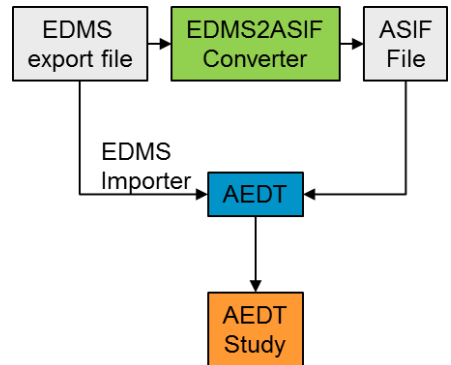 EDMS
export file
EDMS2ASIF
Converter
ASIF
File
EDMS
Importer
AEDT
AEDT
Study